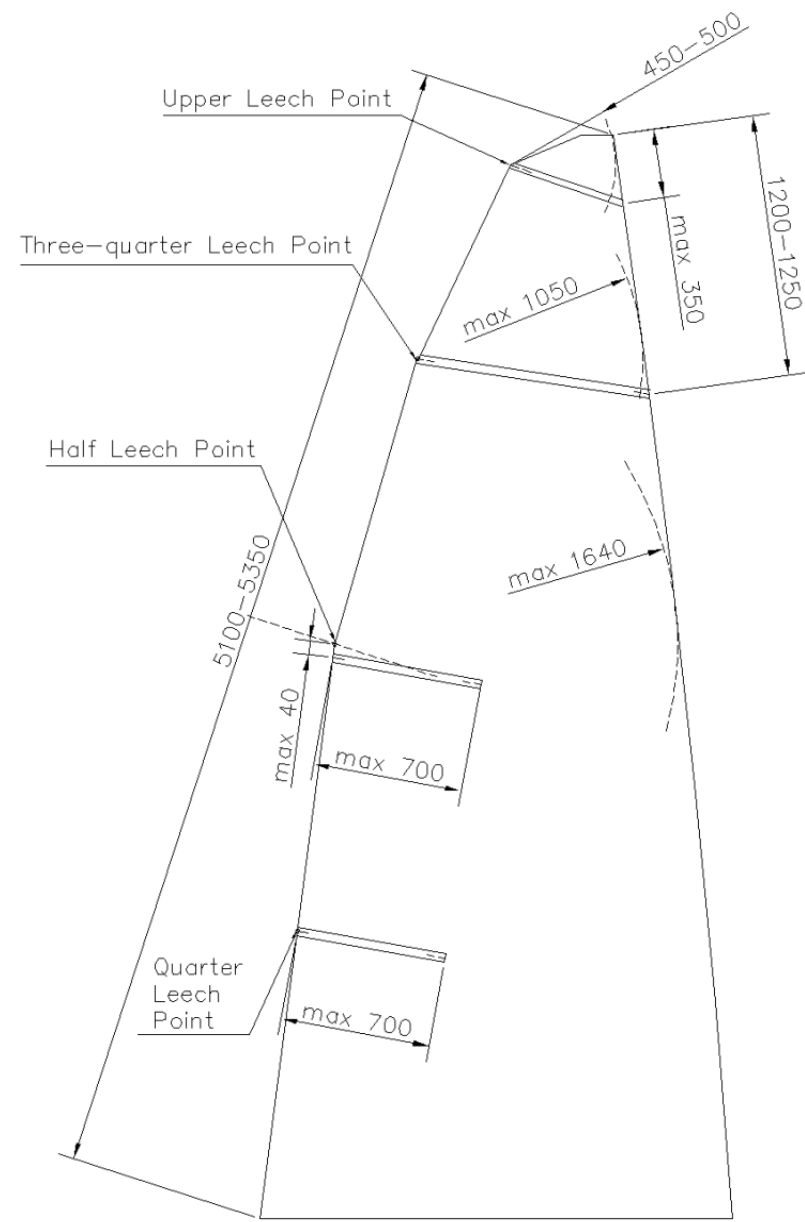 450-500
Upper Leech Point
1200-1250
max 350
Three-quarter Leech Point
max 1050
Half Leech Point
max 1640
5100-5350
max 40
max 700
Quarter
Leech
Point
max 700